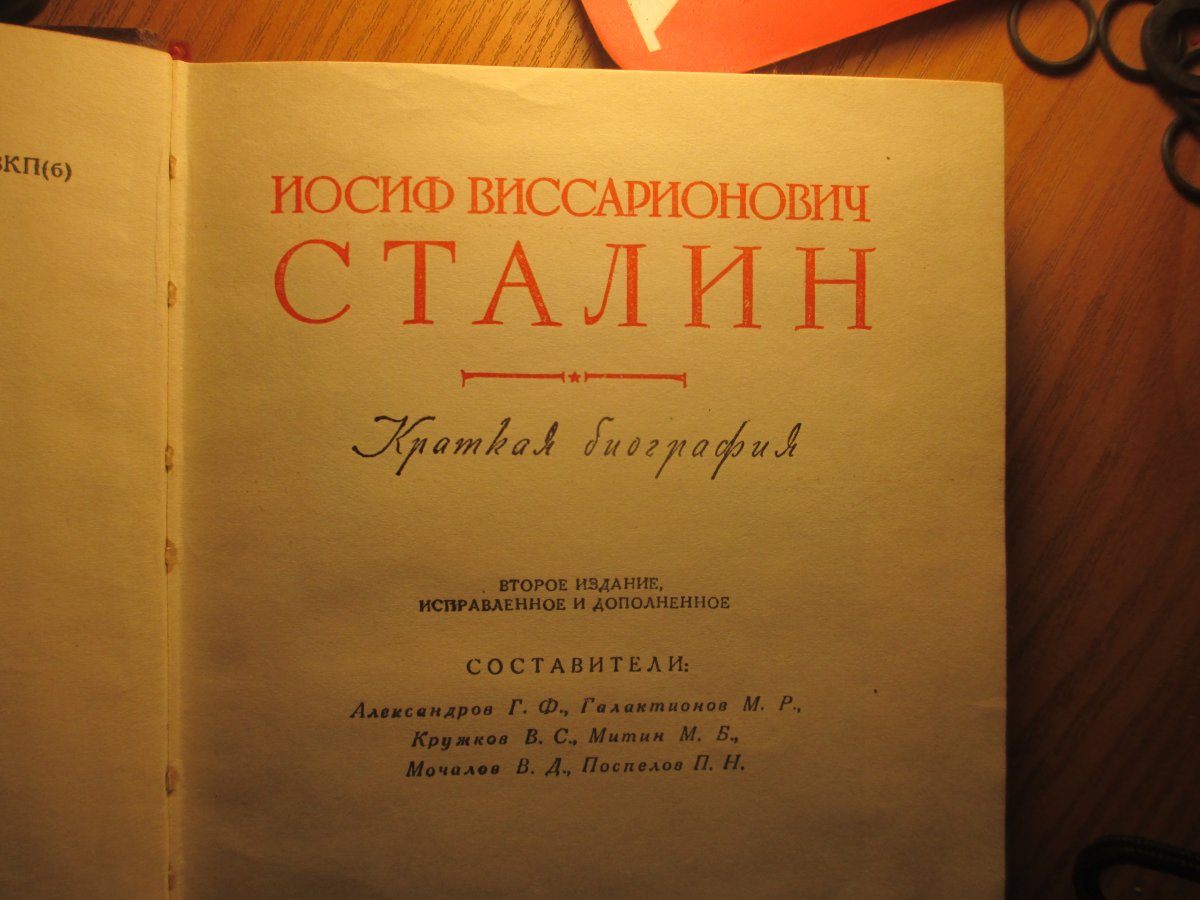 ВКП(б)
ИОСИФ ВИССАРИОНОВИЧ
СТАЛИН
Краткая биография
ВТОРОЕ ИЗДАНИЕ,
ИСПРАВЛЕННОЕ И ДОПОЛНЕННОЕ
СОСТАВИТЕЛИ:
Александров Г. Ф., Галактионов М. Р.,
Кружков В. С., Митин М. Б.,
Мочалов В. Д., Поспелов П. Н.